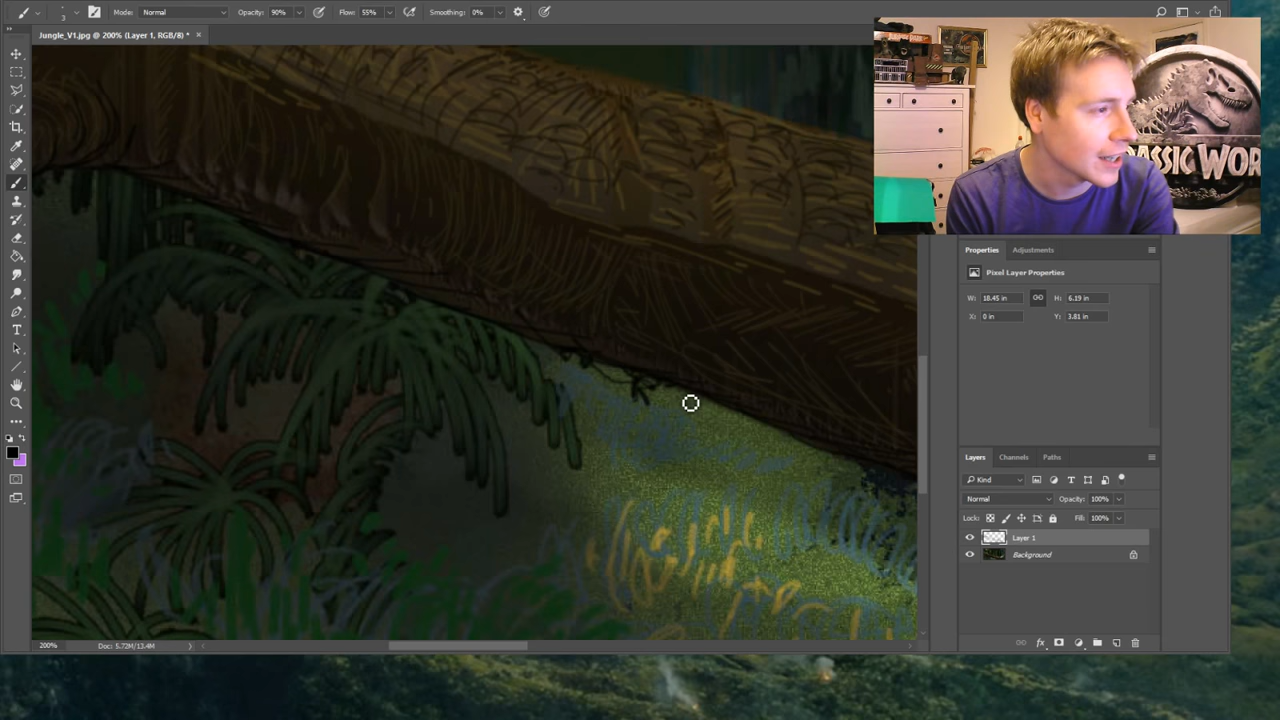 3 Mode: Normal Opacity: 90% Flow: 55% Smoothing: 0%
Jungle_V1.jpg @ 200% (Layer 1, RGB/8) *
JURASSIC WOR
Properties Adjustments
Pixel Layer Properties
W: 18.45 in H: 6.19 in
X: 0 in Y: 3.81 in
Layers Channels Paths
Kind
Normal Opacity: 100%
Lock: Fill: 100%
Layer 1
Background
200% Doc: 5.72M/13.4M